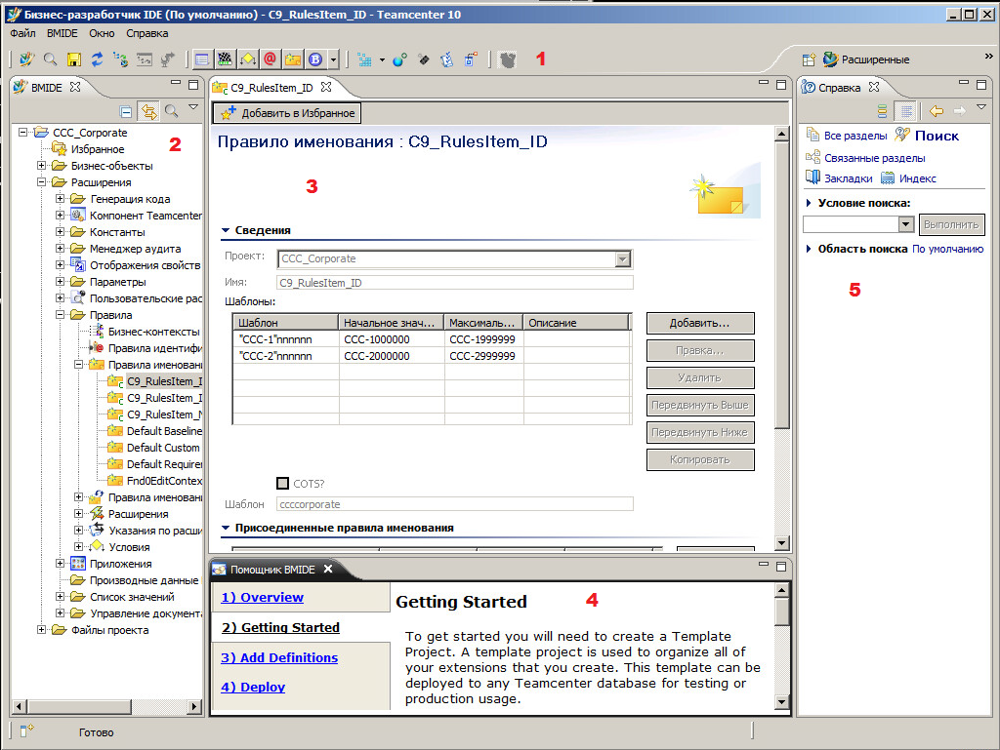 Бизнес-разработчик IDE (По умолчанию) - C9_RulesItem_ID - Teamcenter 10
Файл BMIDE Окно Справка
1
Расширенные
BMIDE
CCC_Corporate
2
Избранное
Бизнес-объекты
Расширения
Генерация кода
Компонент Teamcenter
Константы
Менеджер аудита
Отображения свойств
Параметры
Пользовательские рас
Правила
Бизнес-контексты
Правила идентифи
Правила именовани
C9_RulesItem_I
C9_RulesItem_I
C9_RulesItem_N
Default Baseline
Default Custom
Default Requirer
Fnd0EditContex
Правила именовани
Расширения
Указания по расши
Условия
Приложения
Производные данные
Список значений
Управление документа
Файлы проекта
C9_RulesItem_ID
Добавить в Избранное
Правило именования : C9_RulesItem_ID
3
Сведения
Проект: CCC_Corporate
Имя: C9_RulesItem_ID
Шаблоны:
Шаблон Начальное знач... Максималь... Описание
"CCC-1"nnnnnn CCC-1000000 CCC-1999999
"CCC-2"nnnnnn CCC-2000000 CCC-2999999
Добавить...
Правка...
Удалить
Передвинуть Выше
Передвинуть Ниже
Копировать
COTS?
Шаблон ccccorporate
Присоединенные правила именования
Помощник BMIDE
1) Overview
2) Getting Started
3) Add Definitions
4) Deploy
Getting Started
4
To get started you will need to create a Template
Project. A template project is used to organize all of
your extensions that you create. This template can be
deployed to any Teamcenter database for testing or
production usage.
Справка
Все разделы Поиск
Связанные разделы
Закладки Индекс
Условие поиска:
Выполнить
Область поиска По умолчанию
5
Готово